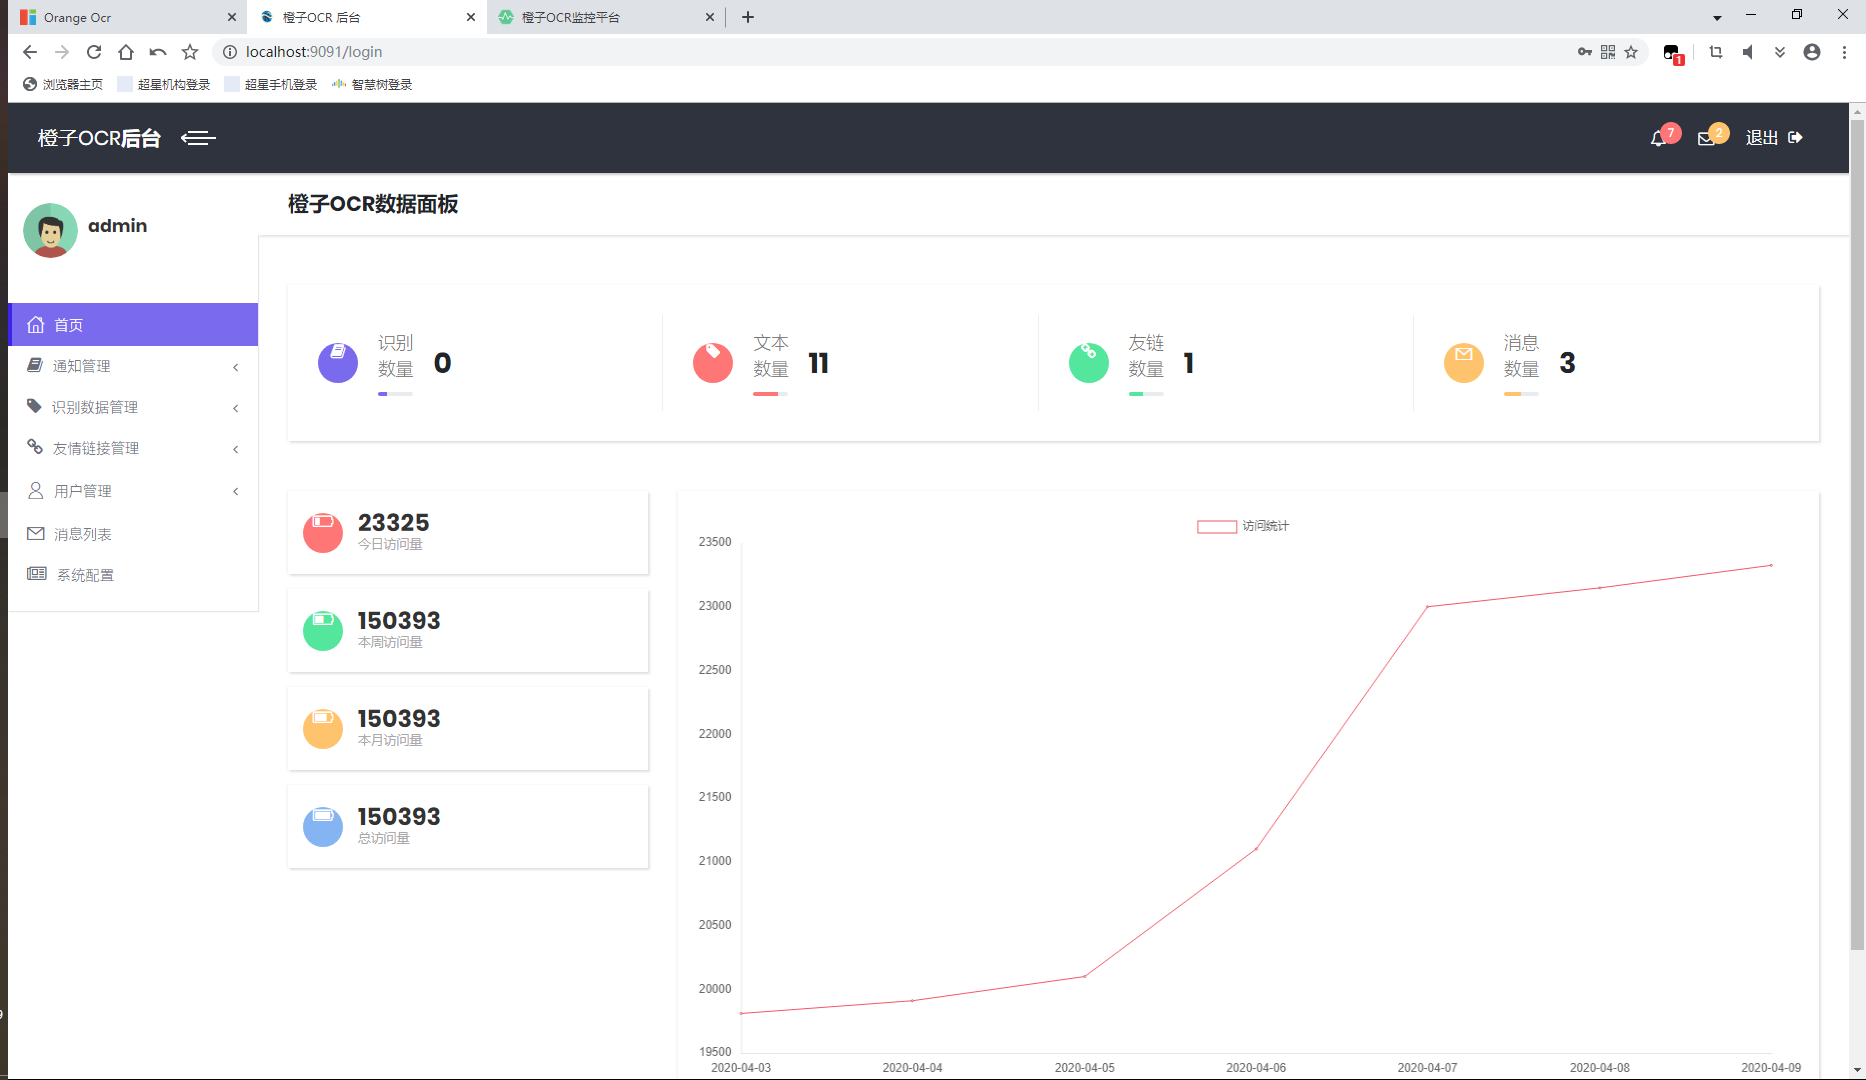 Orange Ocr
橙子OCR 后台
橙子OCR监控平台
localhost:9091/login
1
浏览器主页
超星机构登录
超星手机登录
智慧树登录
橙子OCR后台
7
2
退出
admin
橙子OCR数据面板
首页
通知管理
识别数据管理
友情链接管理
用户管理
消息列表
系统配置
识别
数量
0
文本
数量
11
友链
数量
1
消息
数量
3
23325
今日访问量
150393
本周访问量
150393
本月访问量
150393
总访问量
访问统计
23500
23000
22500
22000
21500
21000
20500
20000
19500
2020-04-03 2020-04-04 2020-04-05 2020-04-06 2020-04-07 2020-04-08 2020-04-09